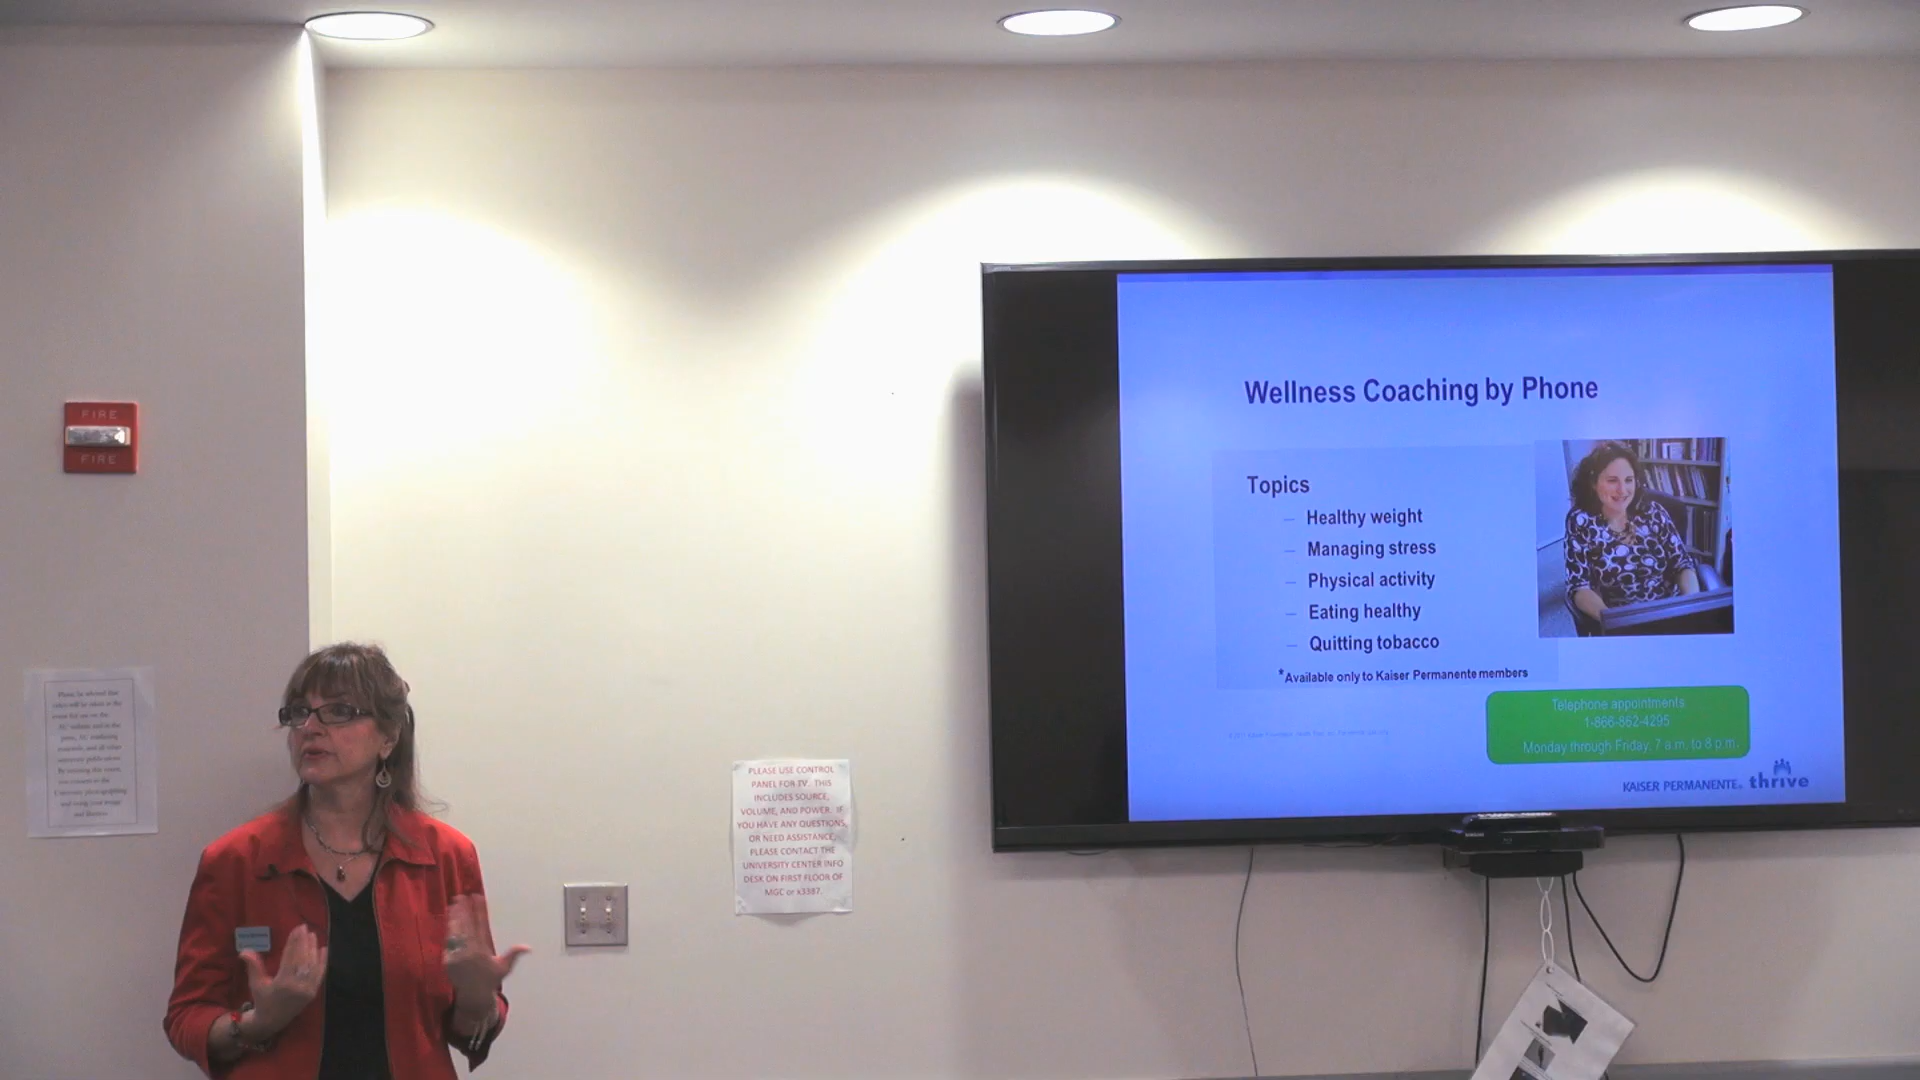 FIRE
FIRE
Wellness Coaching by Phone
Topics
– Healthy weight
– Managing stress
– Physical activity
– Eating healthy
– Quitting tobacco
*Available only to Kaiser Permanente members
Telephone appointments
1-866-862-4295
Monday through Friday, 7 a.m. to 8 p.m.
KAISER PERMANENTE® thrive
PLEASE USE CONTROL
PANEL FOR TV. THIS
INCLUDES SOURCE,
VOLUME, AND POWER. IF
YOU HAVE ANY QUESTIONS,
OR NEED ASSISTANCE,
PLEASE CONTACT THE
UNIVERSITY CENTER INFO
DESK ON FIRST FLOOR OF
MGC or x3387.